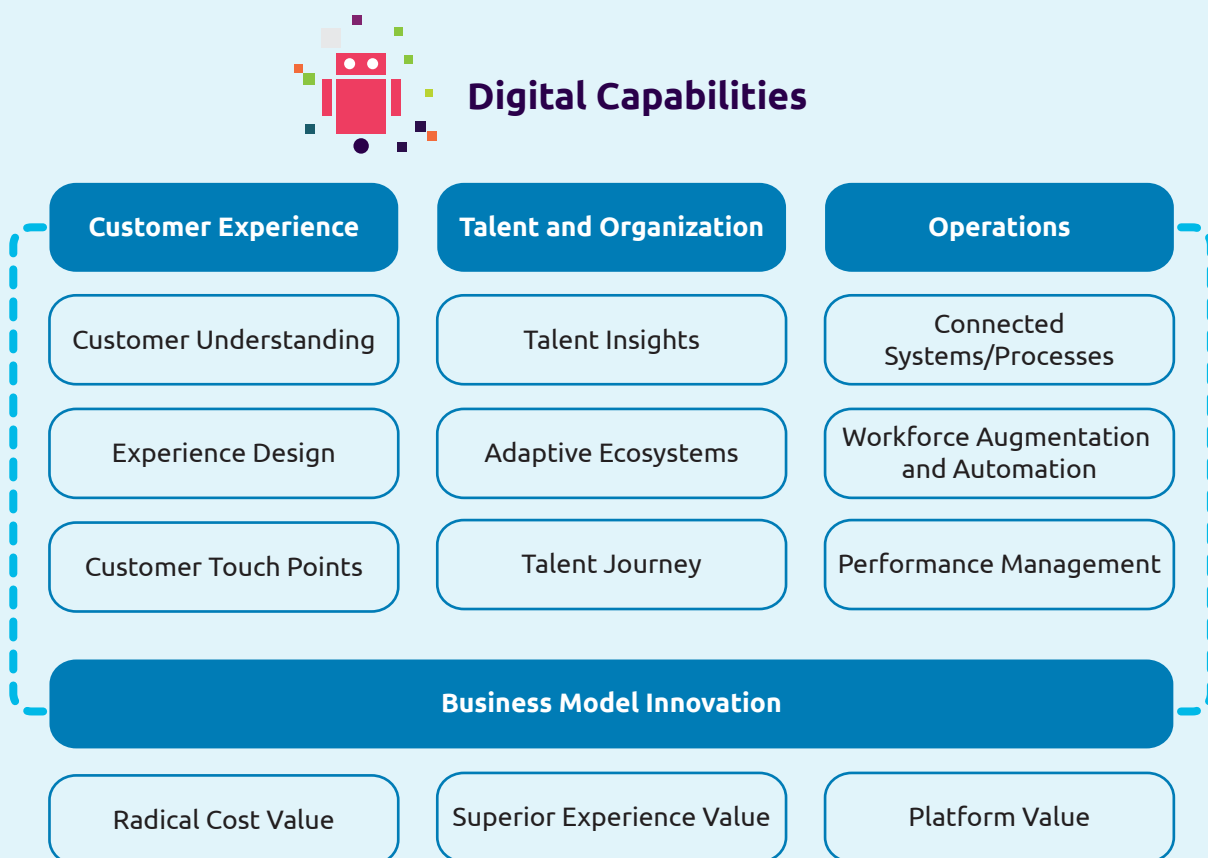 Digital Capabilities
Customer Experience
Talent and Organization
Operations
Customer Understanding
Talent Insights
Connected
Systems/Processes
Experience Design
Adaptive Ecosystems
Workforce Augmentation
and Automation
Customer Touch Points
Talent Journey
Performance Management
Business Model Innovation
Radical Cost Value
Superior Experience Value
Platform Value